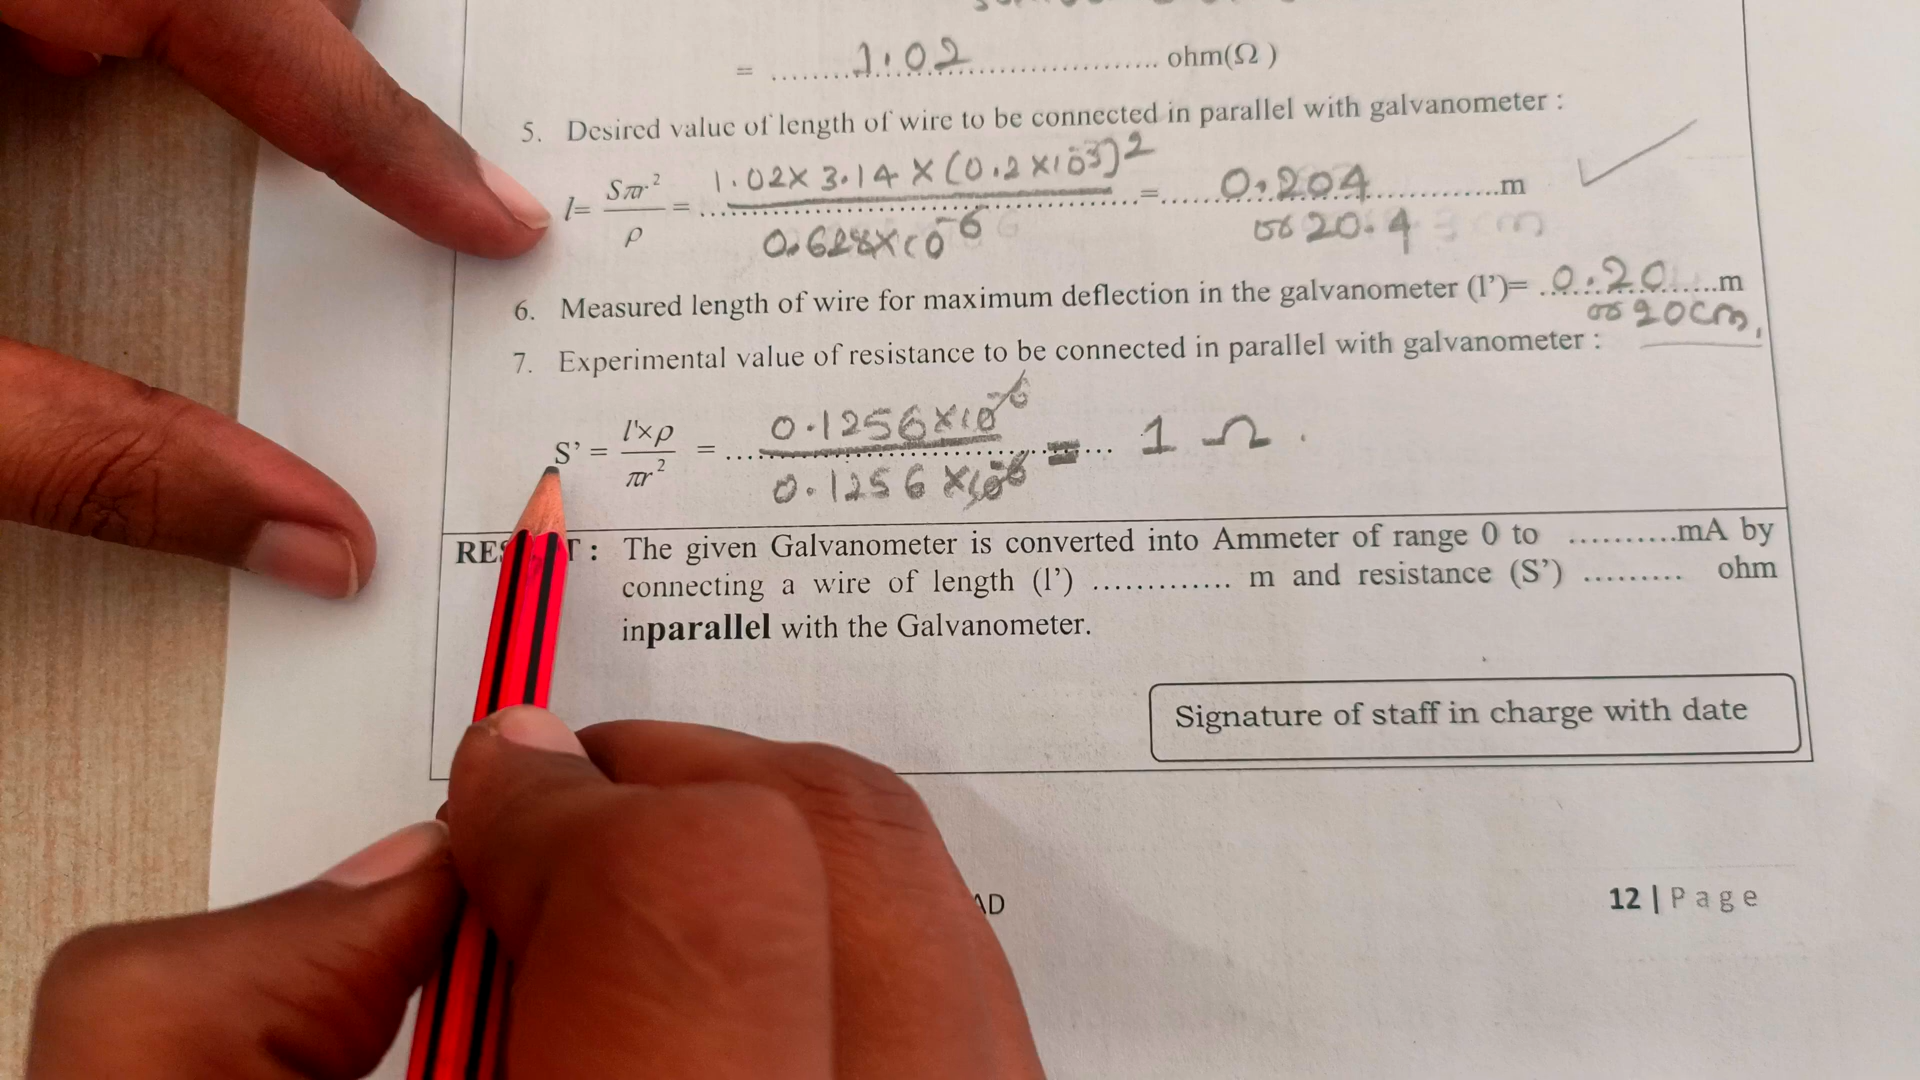 = ........1.02........ ohm(Ω )
5. Desired value of length of wire to be connected in parallel with galvanometer :
l= Sπr² / ρ = 1.02 × 3.14 × (0.2 × 10⁻³)² / 0.628 × 10⁻⁶ = 0.204 m
20.4 cm
6. Measured length of wire for maximum deflection in the galvanometer (l’)= 0.20 m
20cm,
7. Experimental value of resistance to be connected in parallel with galvanometer :
S’ = l'×ρ / πr² = 0.1256 × 10⁻⁶ / 0.1256 × 10⁻⁶ = 1 Ω .
RES T : The given Galvanometer is converted into Ammeter of range 0 to ..........mA by
connecting a wire of length (l’) ............. m and resistance (S’) ......... ohm
inparallel with the Galvanometer.
Signature of staff in charge with date
AD
12 | Page